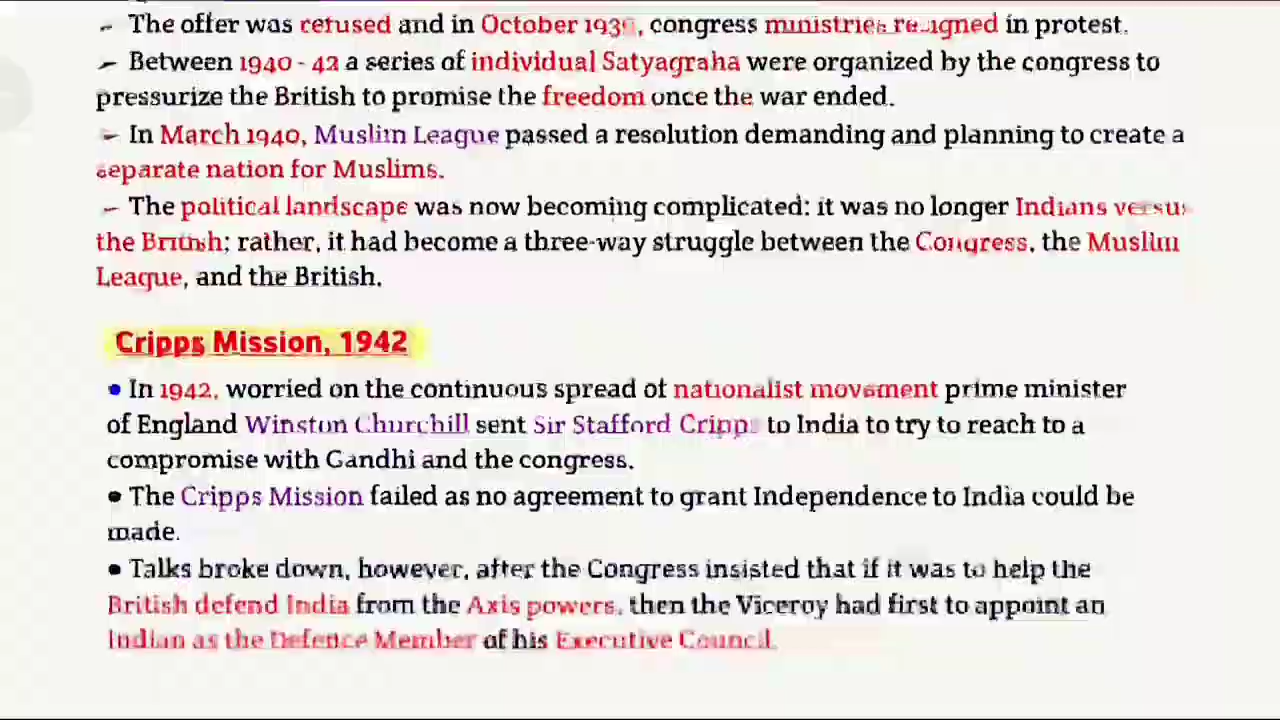 – The offer was refused and in October 1939, congress ministries resigned in protest.
– Between 1940 - 42 a series of individual Satyagraha were organized by the congress to
pressurize the British to promise the freedom once the war ended.
– In March 1940, Muslim League passed a resolution demanding and planning to create a
separate nation for Muslims.
– The political landscape was now becoming complicated: it was no longer Indians versus
the British; rather, it had become a three-way struggle between the Congress, the Muslim
League, and the British.
Cripps Mission, 1942
• In 1942, worried on the continuous spread of nationalist movement prime minister
of England Winston Churchill sent Sir Stafford Cripps to India to try to reach to a
compromise with Gandhi and the congress.
• The Cripps Mission failed as no agreement to grant Independence to India could be
made.
• Talks broke down, however, after the Congress insisted that if it was to help the
British defend India from the Axis powers, then the Viceroy had first to appoint an
Indian as the Defence Member of his Executive Council.